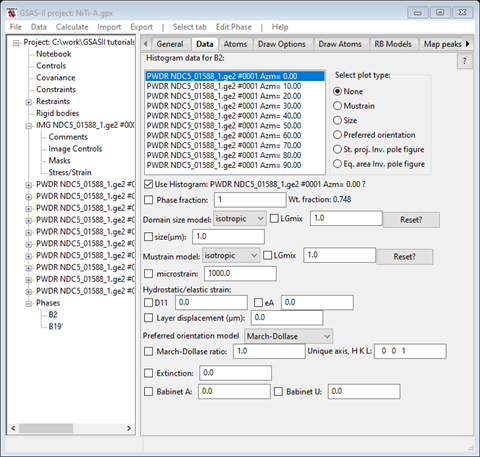 GSAS-II project: NiTi-A.gpx
File Data Calculate Import Export | Select tab Edit Phase | Help
Project: C:\work\GSASII tutorials
Notebook
Controls
Covariance
Constraints
Restraints
Rigid bodies
IMG NDC5_01588_1.ge2 #000
Comments
Image Controls
Masks
Stress/Strain
PWDR NDC5_01588_1.ge2 #0
PWDR NDC5_01588_1.ge2 #0
PWDR NDC5_01588_1.ge2 #0
PWDR NDC5_01588_1.ge2 #0
PWDR NDC5_01588_1.ge2 #0
PWDR NDC5_01588_1.ge2 #0
PWDR NDC5_01588_1.ge2 #0
PWDR NDC5_01588_1.ge2 #0
PWDR NDC5_01588_1.ge2 #0
PWDR NDC5_01588_1.ge2 #0
Phases
B2
B19'
General Data Atoms Draw Options Draw Atoms RB Models Map peaks
Histogram data for B2:
?
PWDR NDC5_01588_1.ge2 #0001 Azm= 0.00
PWDR NDC5_01588_1.ge2 #0001 Azm= 10.00
PWDR NDC5_01588_1.ge2 #0001 Azm= 20.00
PWDR NDC5_01588_1.ge2 #0001 Azm= 30.00
PWDR NDC5_01588_1.ge2 #0001 Azm= 40.00
PWDR NDC5_01588_1.ge2 #0001 Azm= 50.00
PWDR NDC5_01588_1.ge2 #0001 Azm= 60.00
PWDR NDC5_01588_1.ge2 #0001 Azm= 70.00
PWDR NDC5_01588_1.ge2 #0001 Azm= 80.00
PWDR NDC5_01588_1.ge2 #0001 Azm= 90.00
Select plot type:
None
Mustrain
Size
Preferred orientation
St. proj. Inv. pole figure
Eq. area Inv. pole figure
Use Histogram: PWDR NDC5_01588_1.ge2 #0001 Azm= 0.00 ?
Phase fraction: 1 Wt. fraction: 0.748
Domain size model: isotropic LGmix 1.0 Reset?
size(μm): 1.0
Mustrain model: isotropic LGmix 1.0 Reset?
microstrain: 1000.0
Hydrostatic/elastic strain:
D11 0.0 eA 0.0
Layer displacement (μm): 0.0
Preferred orientation model March-Dollase
March-Dollase ratio: 1.0 Unique axis, H K L: 0 0 1
Extinction: 0.0
Babinet A: 0.0 Babinet U: 0.0